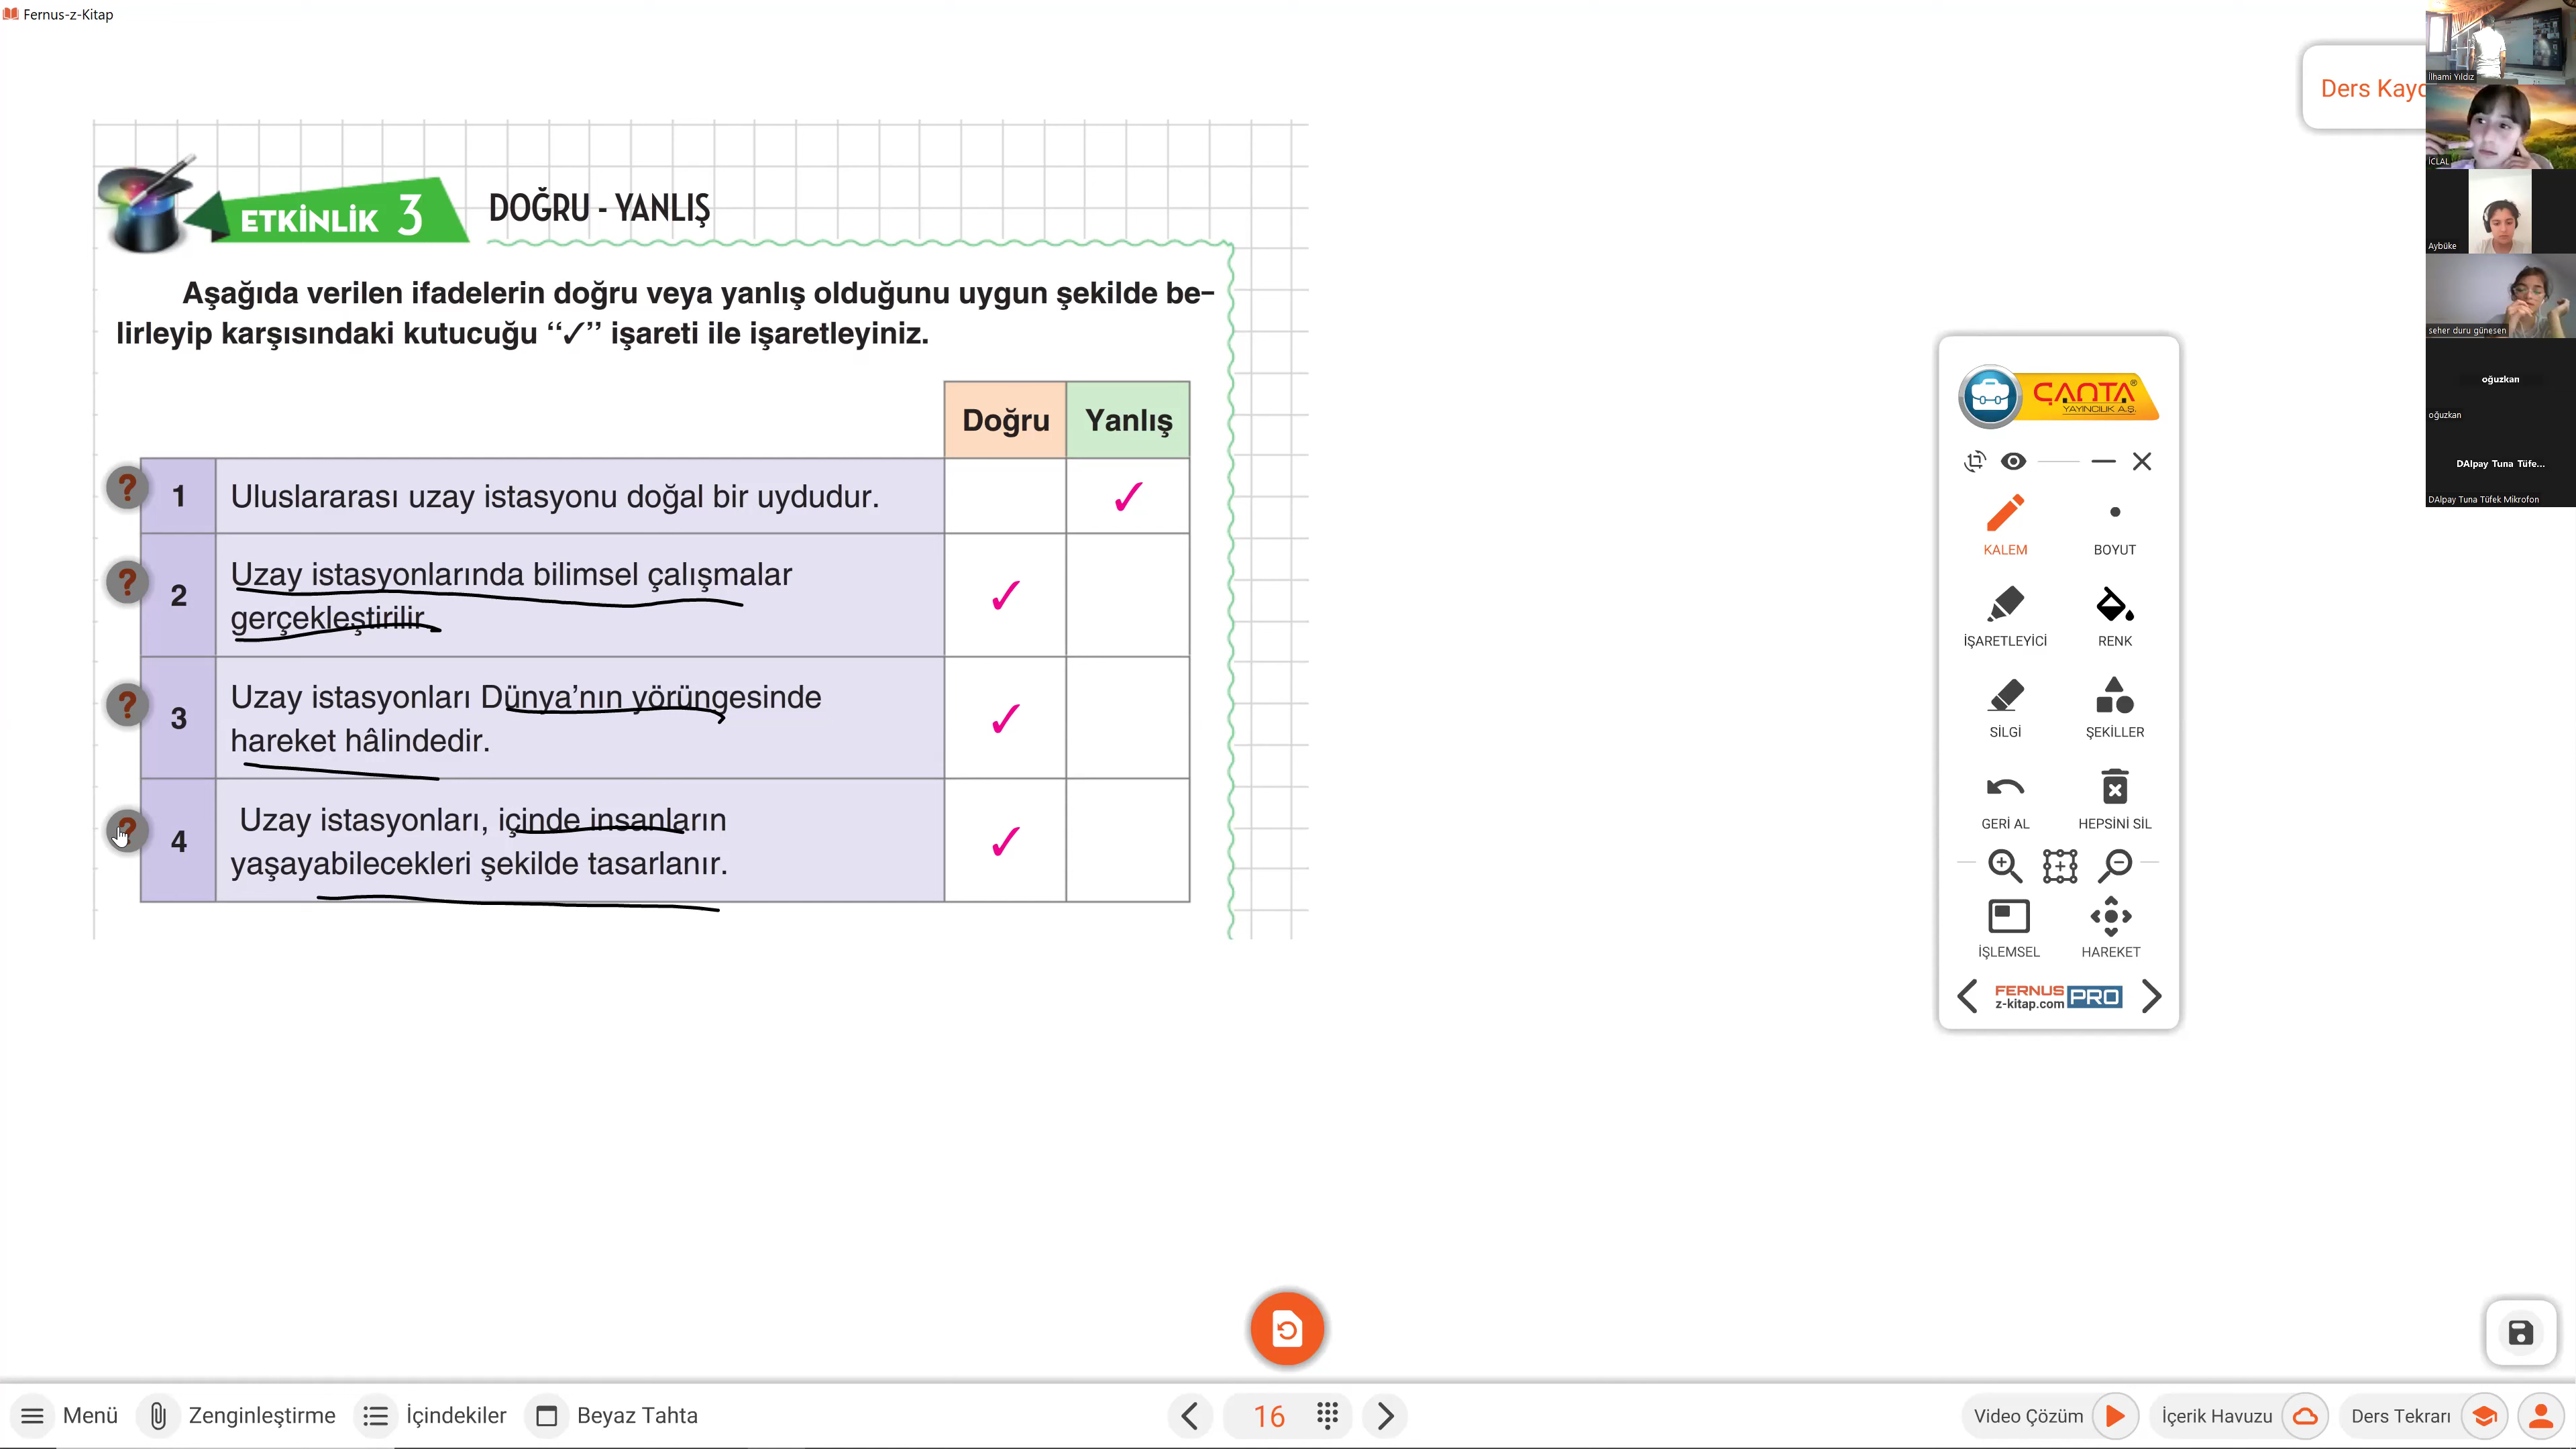 Fernus-z-Kitap
Ders Kayd
İlhami Yıldız
İCLAL
Aybüke
seher duru günesen
oğuzkan
oğuzkan
DAlpay Tuna Tüfe...
DAlpay Tuna Tüfek Mikrofon
ETKİNLİK 3 DOĞRU - YANLIŞ
Aşağıda verilen ifadelerin doğru veya yanlış olduğunu uygun şekilde be-
lirleyip karşısındaki kutucuğu “✓” işareti ile işaretleyiniz.
Doğru Yanlış
? 1 Uluslararası uzay istasyonu doğal bir uydudur. ✓
? 2 Uzay istasyonlarında bilimsel çalışmalar
gerçekleştirilir. ✓
? 3 Uzay istasyonları Dünya’nın yörüngesinde
hareket hâlindedir. ✓
? 4 Uzay istasyonları, içinde insanların
yaşayabilecekleri şekilde tasarlanır. ✓
ÇANTA®
YAYINCILIK A.Ş.
KALEM BOYUT
İŞARETLEYİCİ RENK
SİLGİ ŞEKİLLER
GERİ AL HEPSİNİ SİL
İŞLEMSEL HAREKET
FERNUS
z-kitap.com PRO
Menü Zenginleştirme İçindekiler Beyaz Tahta 16 Video Çözüm İçerik Havuzu Ders Tekrarı